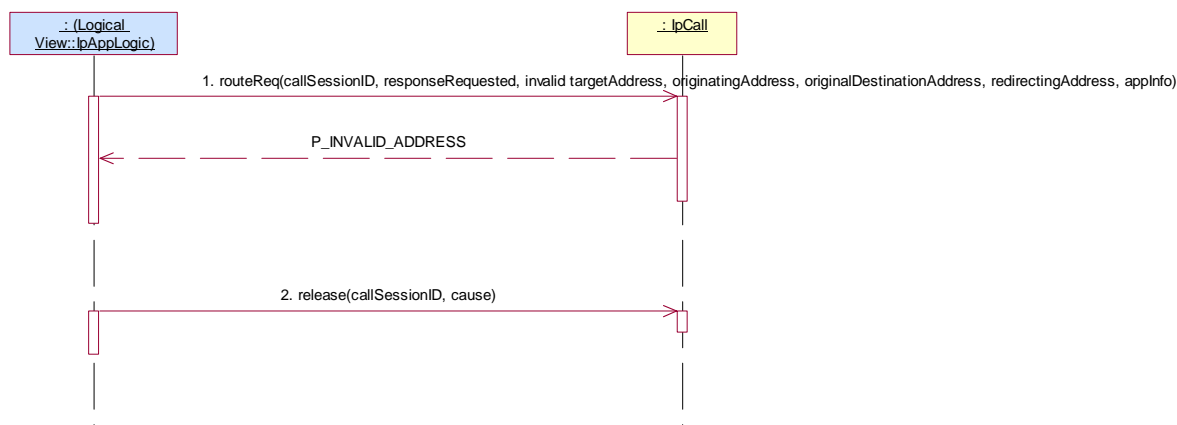 : (Logical
View::IpAppLogic)
: IpCall
1. routeReq(callSessionID, responseRequested, invalid targetAddress, originatingAddress, originalDestinationAddress, redirectingAddress, appInfo)
P_INVALID_ADDRESS
2. release(callSessionID, cause)